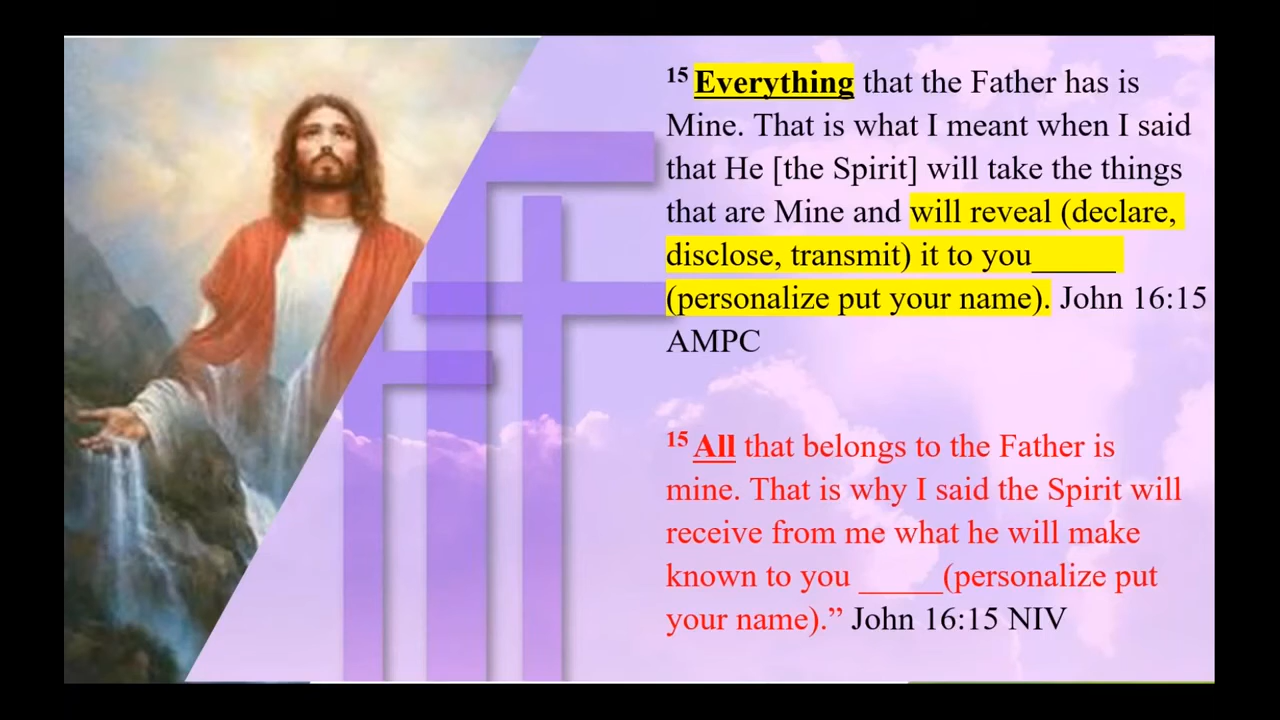 15 Everything that the Father has is
Mine. That is what I meant when I said
that He [the Spirit] will take the things
that are Mine and will reveal (declare,
disclose, transmit) it to you_____
(personalize put your name). John 16:15
AMPC
15 All that belongs to the Father is
mine. That is why I said the Spirit will
receive from me what he will make
known to you _____(personalize put
your name).” John 16:15 NIV